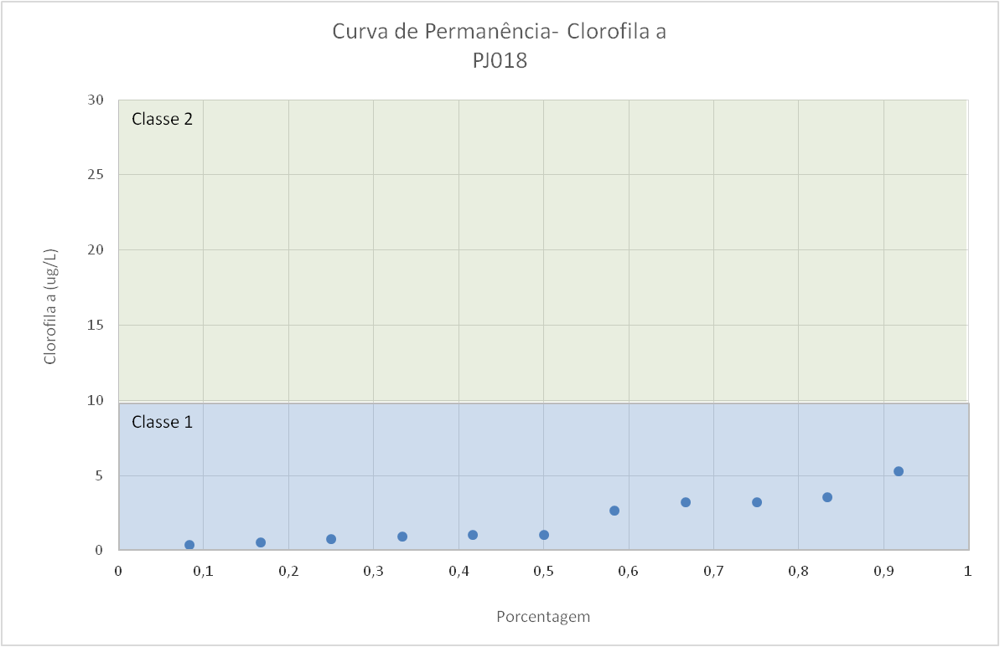 Curva de Permanência- Clorofila a
PJ018
30
Classe 2
25
20
15
10
Classe 1
5
0
Clorofila a (ug/L)
0 0,1 0,2 0,3 0,4 0,5 0,6 0,7 0,8 0,9 1
Porcentagem